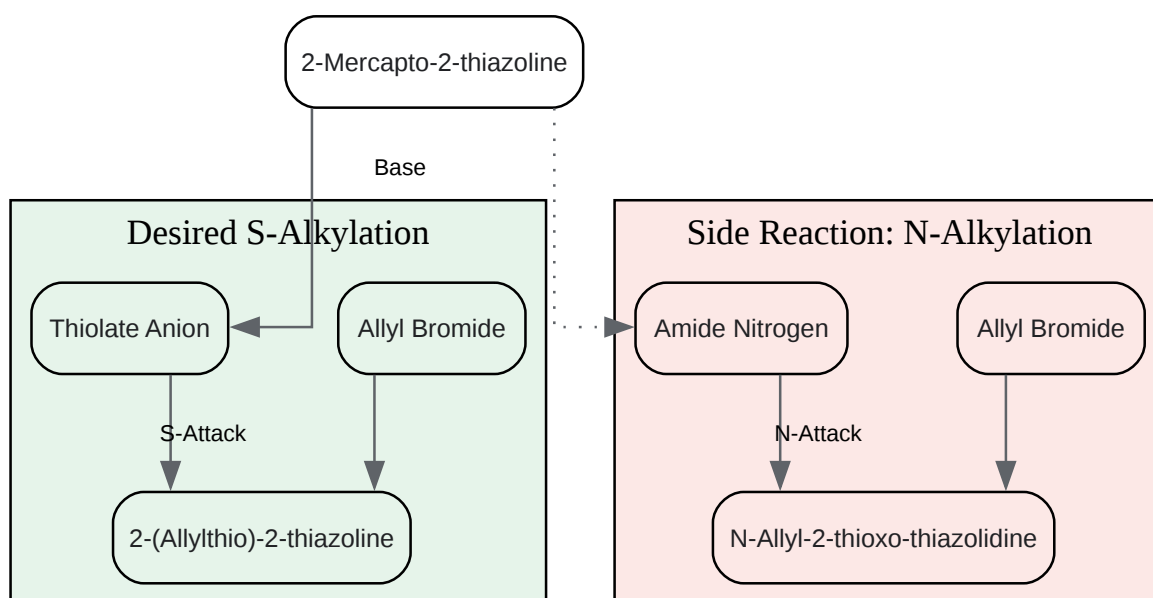 2-Mercapto-2-thiazoline
Base
Desired S-Alkylation
Side Reaction: N-Alkylation
Thiolate Anion
Allyl Bromide
Amide Nitrogen
Allyl Bromide
S-Attack
N-Attack
2-(Allylthio)-2-thiazoline
N-Allyl-2-thioxo-thiazolidine